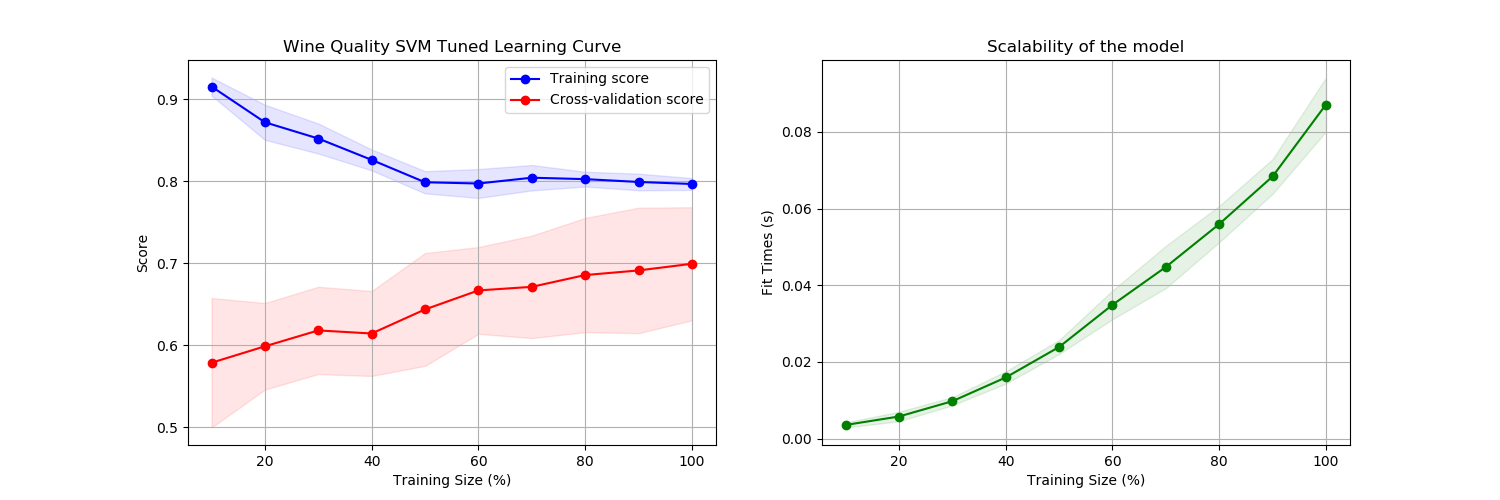 Wine Quality SVM Tuned Learning Curve
Training score
Cross-validation score
Score
0.9
0.8
0.7
0.6
0.5
20 40 60 80 100
Training Size (%)
Scalability of the model
Fit Times (s)
0.08
0.06
0.04
0.02
0.00
20 40 60 80 100
Training Size (%)